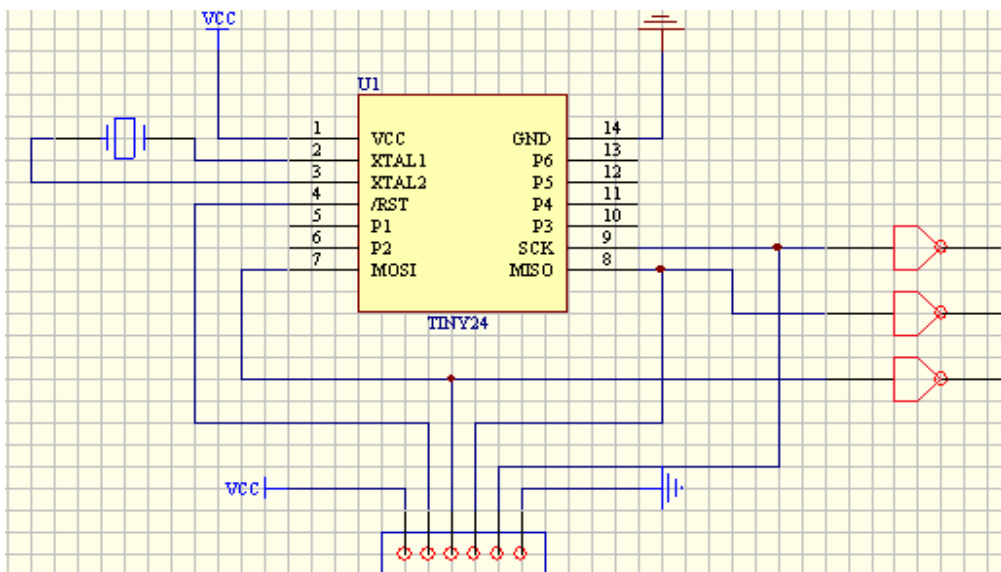 VCC
U1
1 VCC GND 14
2 XTAL1 P6 13
3 XTAL2 P5 12
4 /RST P4 11
5 P1 P3 10
6 P2 SCK 9
7 MOSI MISO 8
TINY24
VCC